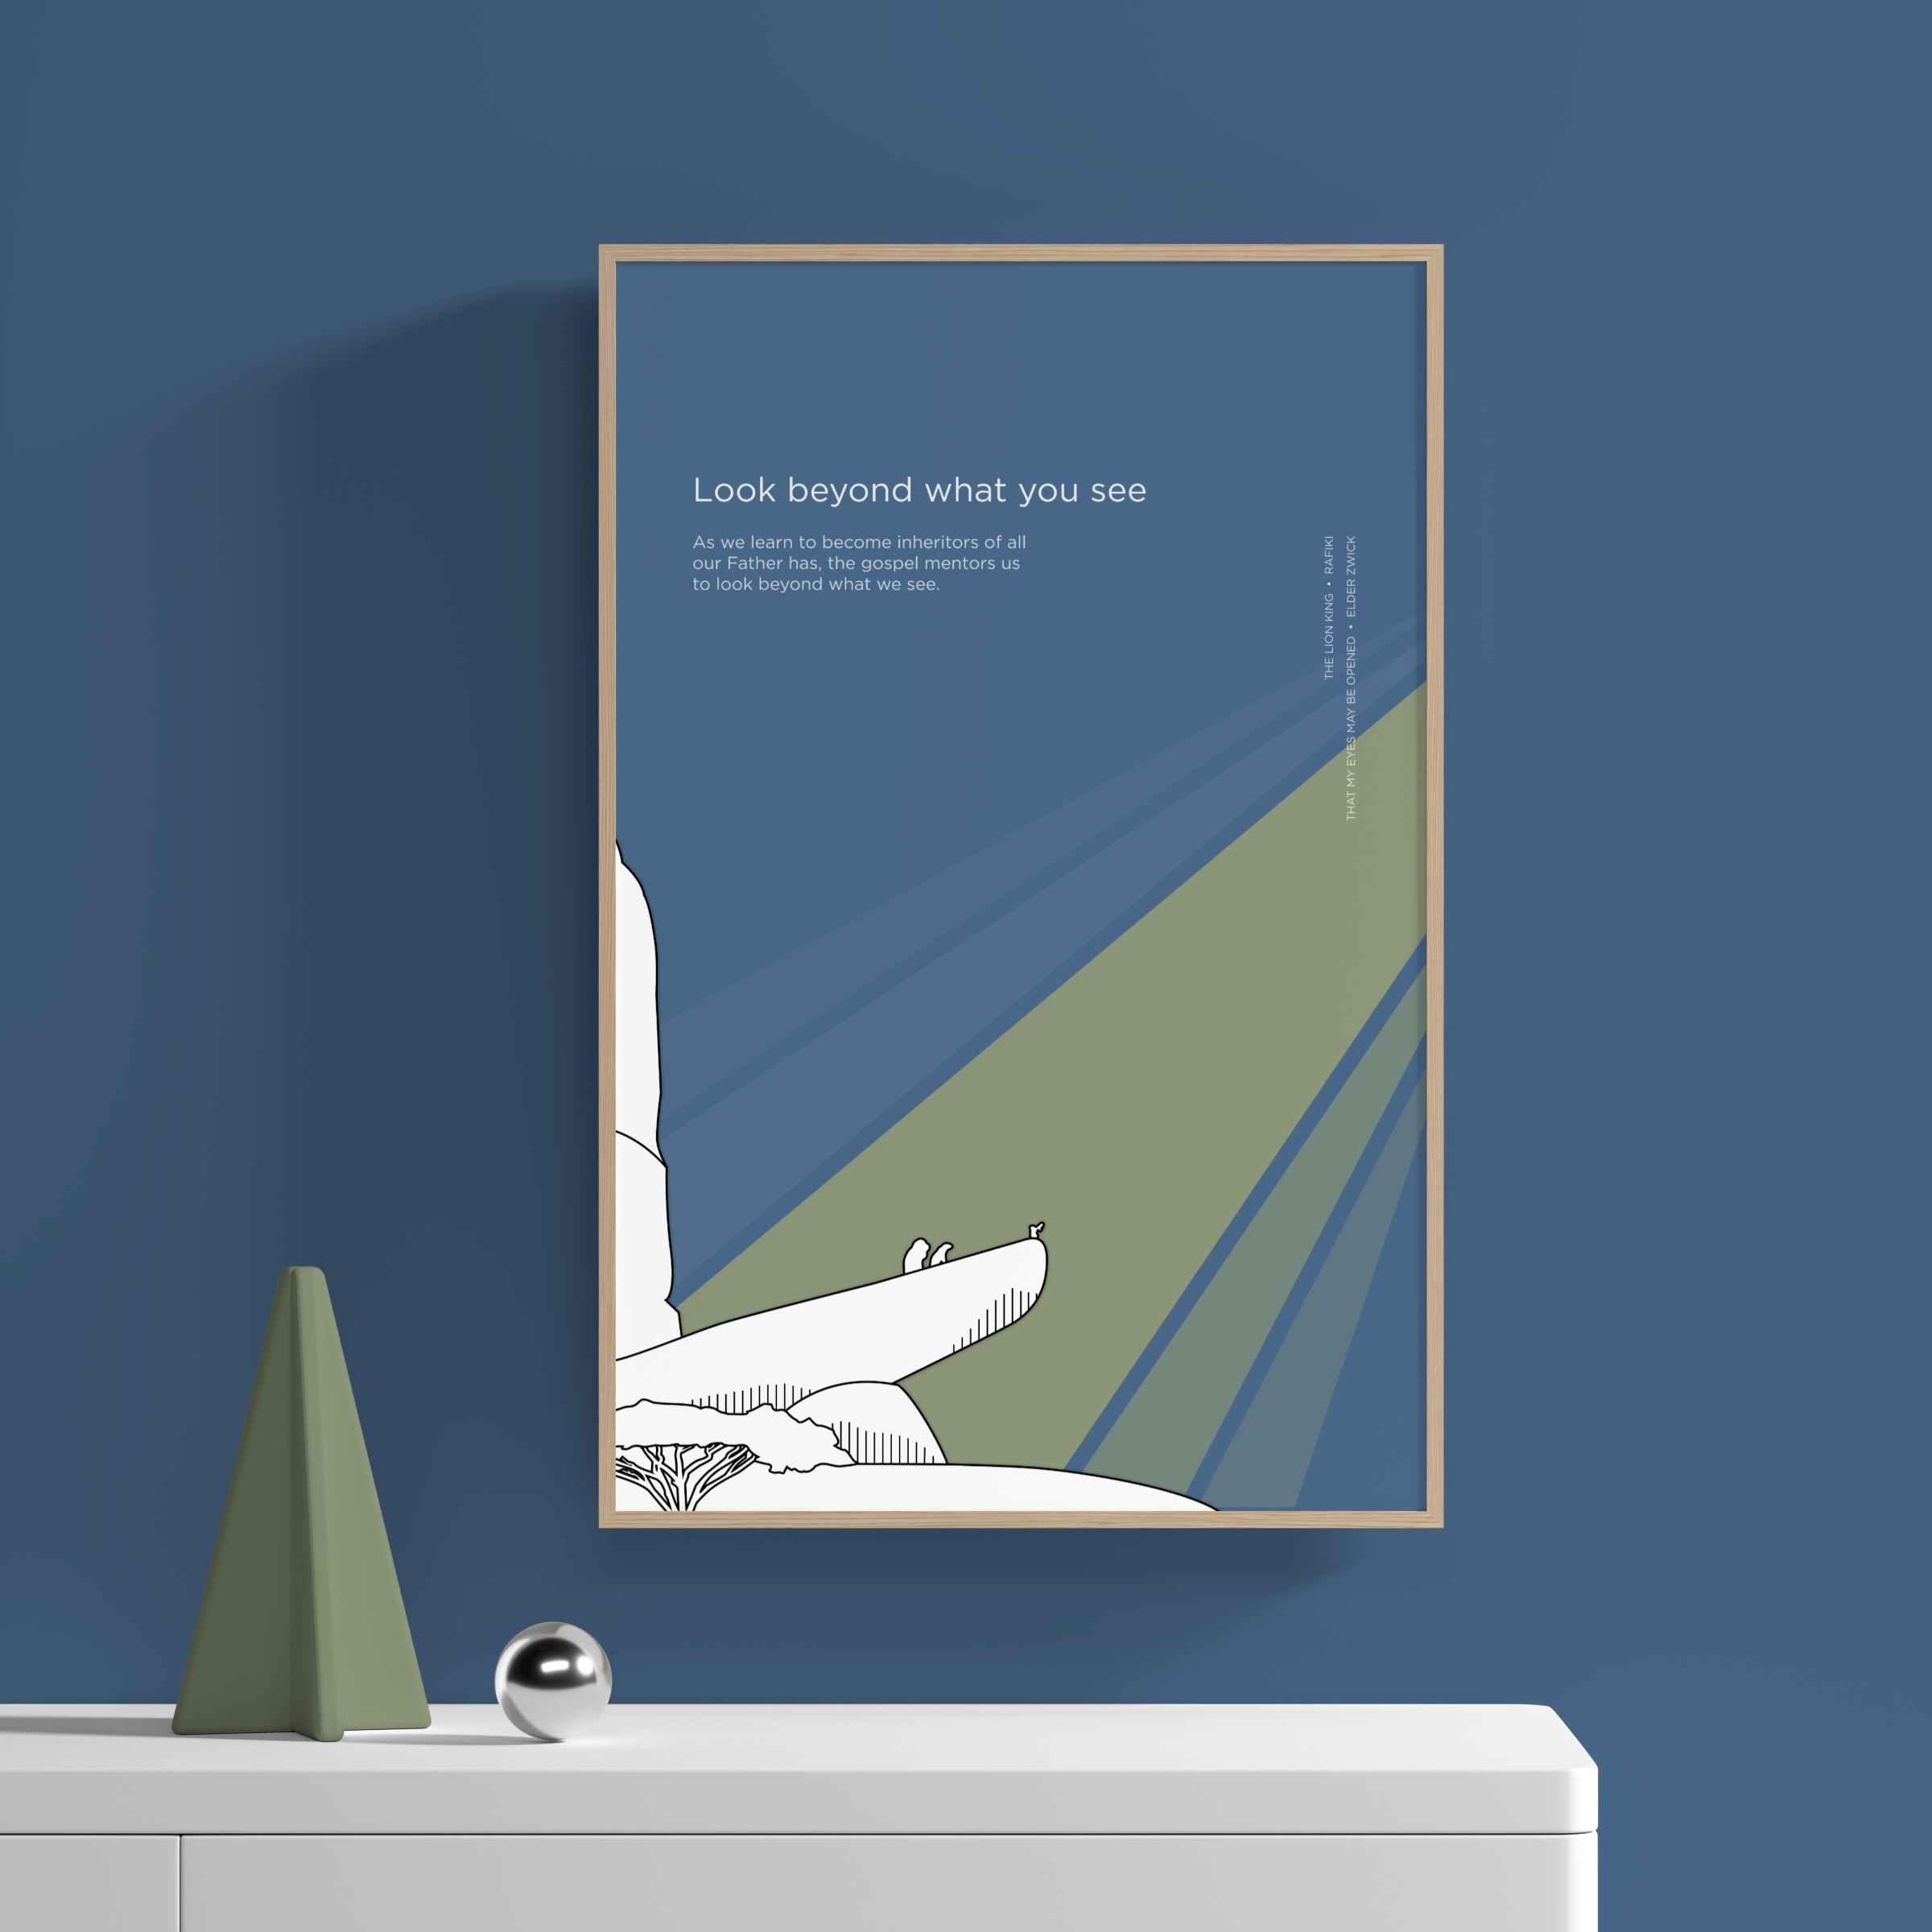 Look beyond what you see
As we learn to become inheritors of all
our Father has, the gospel mentors us
to look beyond what we see.
THE LION KING • RAFIKI
THAT MY EYES MAY BE OPENED • ELDER ZWICK